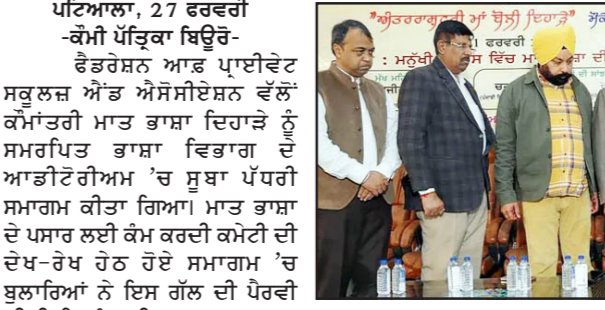 ਪਟਿਆਲਾ, 27 ਫਰਵਰੀ
-ਕੌਮੀ ਪੱਤ੍ਰਿਕਾ ਬਿਊਰੋ-
ਫੈਡਰੇਸ਼ਨ ਆਫ਼ ਪ੍ਰਾਈਵੇਟ
ਸਕੂਲਜ਼ ਐਂਡ ਐਸੋਸੀਏਸ਼ਨ ਵੱਲੋਂ
ਕੌਮਾਂਤਰੀ ਮਾਤ ਭਾਸ਼ਾ ਦਿਹਾੜੇ ਨੂੰ
ਸਮਰਪਿਤ ਭਾਸ਼ਾ ਵਿਭਾਗ ਦੇ
ਆਡੀਟੋਰੀਅਮ ’ਚ ਸੂਬਾ ਪੱਧਰੀ
ਸਮਾਗਮ ਕੀਤਾ ਗਿਆ। ਮਾਤ ਭਾਸ਼ਾ
ਦੇ ਪਸਾਰ ਲਈ ਕੰਮ ਕਰਦੀ ਕਮੇਟੀ ਦੀ
ਦੇਖ-ਰੇਖ ਹੇਠ ਹੋਏ ਸਮਾਗਮ ’ਚ
ਬੁਲਾਰਿਆਂ ਨੇ ਇਸ ਗੱਲ ਦੀ ਪੈਰਵੀ
"ਅੰਤਰਰਾਸ਼ਟਰੀ ਮਾਂ ਬੋਲੀ ਦਿਹਾੜੇ"
ਫਰਵਰੀ
: ਮਨੁੱਖੀ ਵਿੱਚ